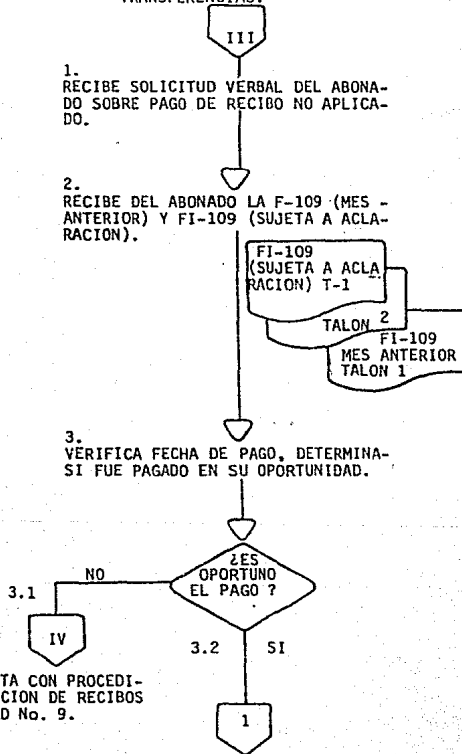 TRANSFERENCIAS.
III
1.
RECIBE SOLICITUD VERBAL DEL ABONA-
DO SOBRE PAGO DE RECIBO NO APLICA-
DO.
2.
RECIBE DEL ABONADO LA F-109 (MES -
ANTERIOR) Y FI-109 (SUJETA A ACLA-
RACION).
FI-109
(SUJETA A ACLA
RACION) T-1
TALON 2
FI-109
MES ANTERIOR
TALON 1
3.
VERIFICA FECHA DE PAGO, DETERMINA-
SI FUE PAGADO EN SU OPORTUNIDAD.
¿ES
OPORTUNO
EL PAGO ?
NO
3.1
IV
3.2 SI
TA CON PROCEDI-
CION DE RECIBOS
D No. 9.
1